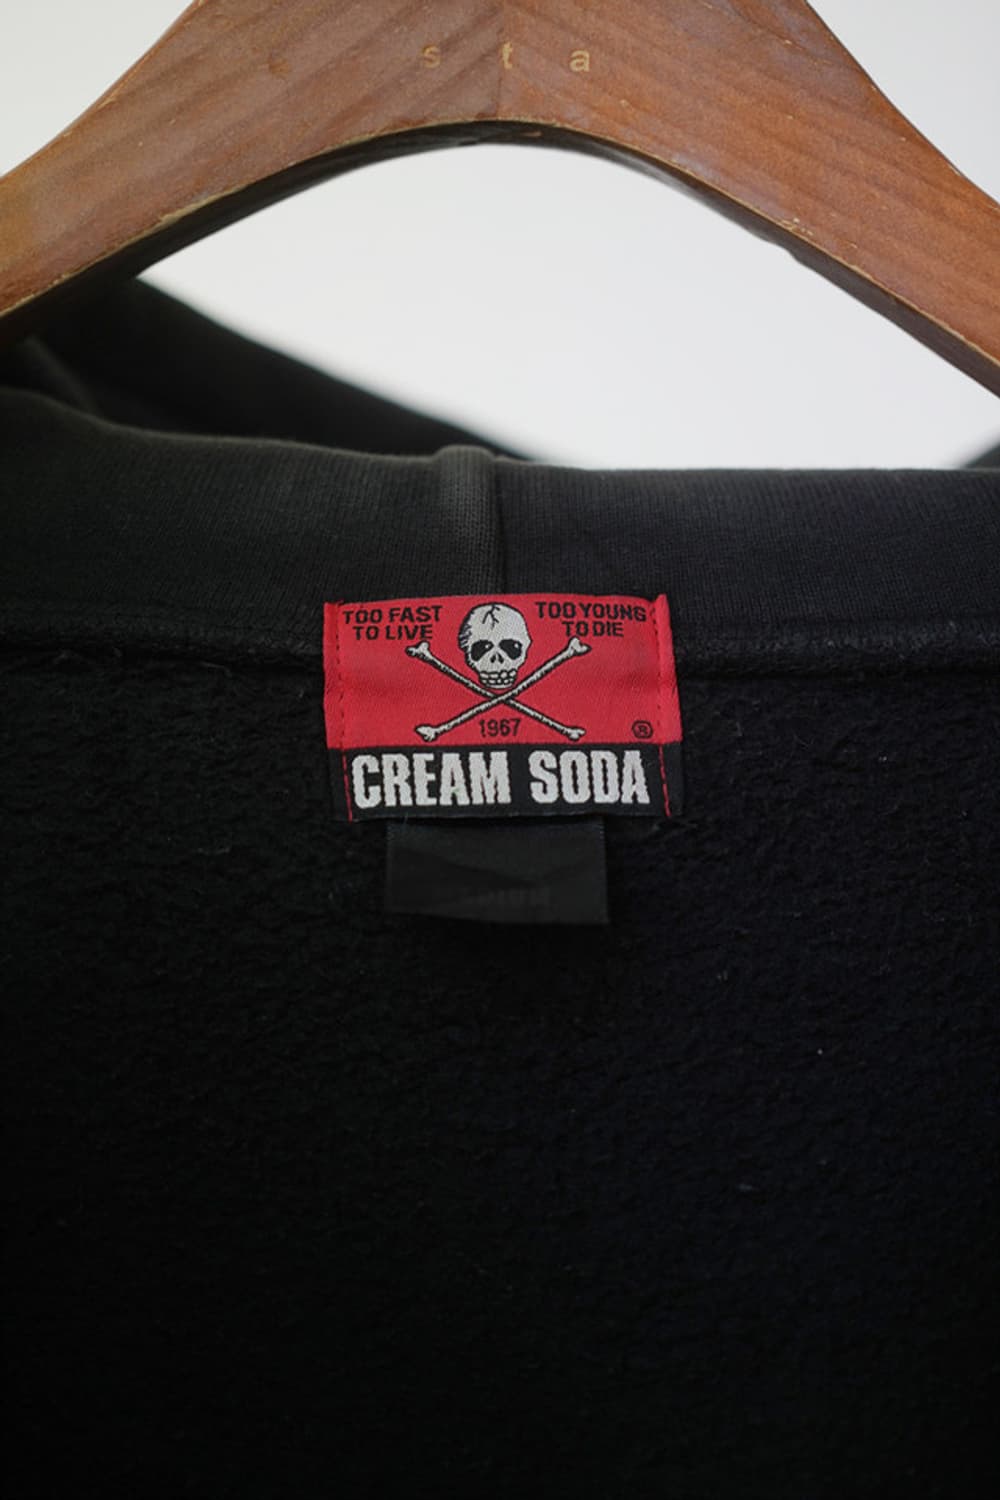 s t a
TOO FAST
TO LIVE
TOO YOUNG
TO DIE
1967
®
CREAM SODA